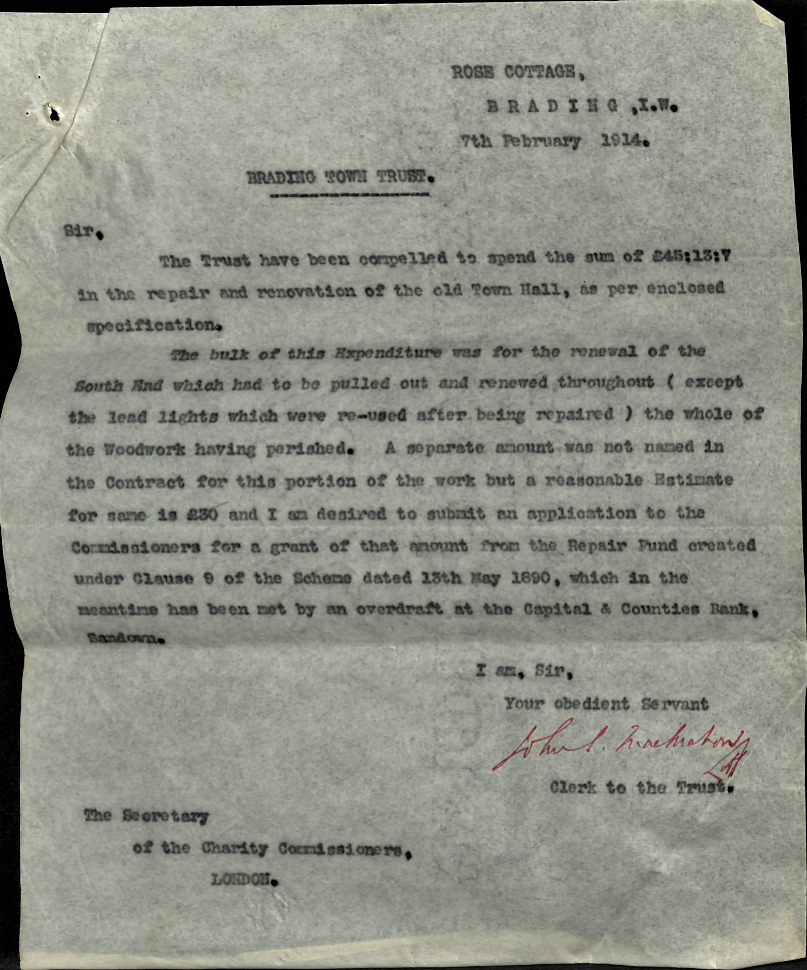 ROSE COTTAGE,
B R A D I N G ,I.W.
7th February 1914.
BRADING TOWN TRUST.
Sir,
The Trust have been compelled to spend the sum of £45:13:7
in the repair and renovation of the old Town Hall, as per enclosed
specification.
The bulk of this Expenditure was for the renewal of the
South End which had to be pulled out and renewed throughout ( except
the lead lights which were re-used after being repaired ) the whole of
the Woodwork having perished. A separate amount was not named in
the Contract for this portion of the work but a reasonable Estimate
for same is £30 and I am desired to submit an application to the
Commissioners for a grant of that amount from the Repair Fund created
under Clause 9 of the Scheme dated 13th May 1890, which in the
meantime has been met by an overdraft at the Capital & Counties Bank,
Sandown.
I am, Sir,
Your obedient Servant
John S.
Clerk to the Trust.
The Secretary
of the Charity Commissioners,
LONDON.